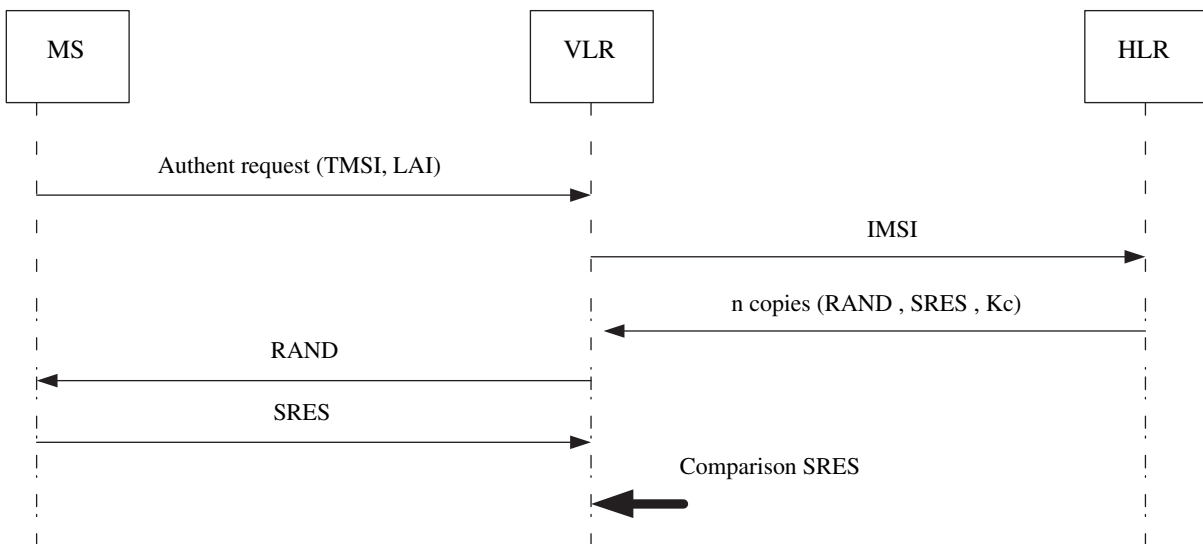 MS
VLR
HLR
Authent request (TMSI, LAI)
IMSI
n copies (RAND , SRES , Kc)
RAND
SRES
Comparison SRES